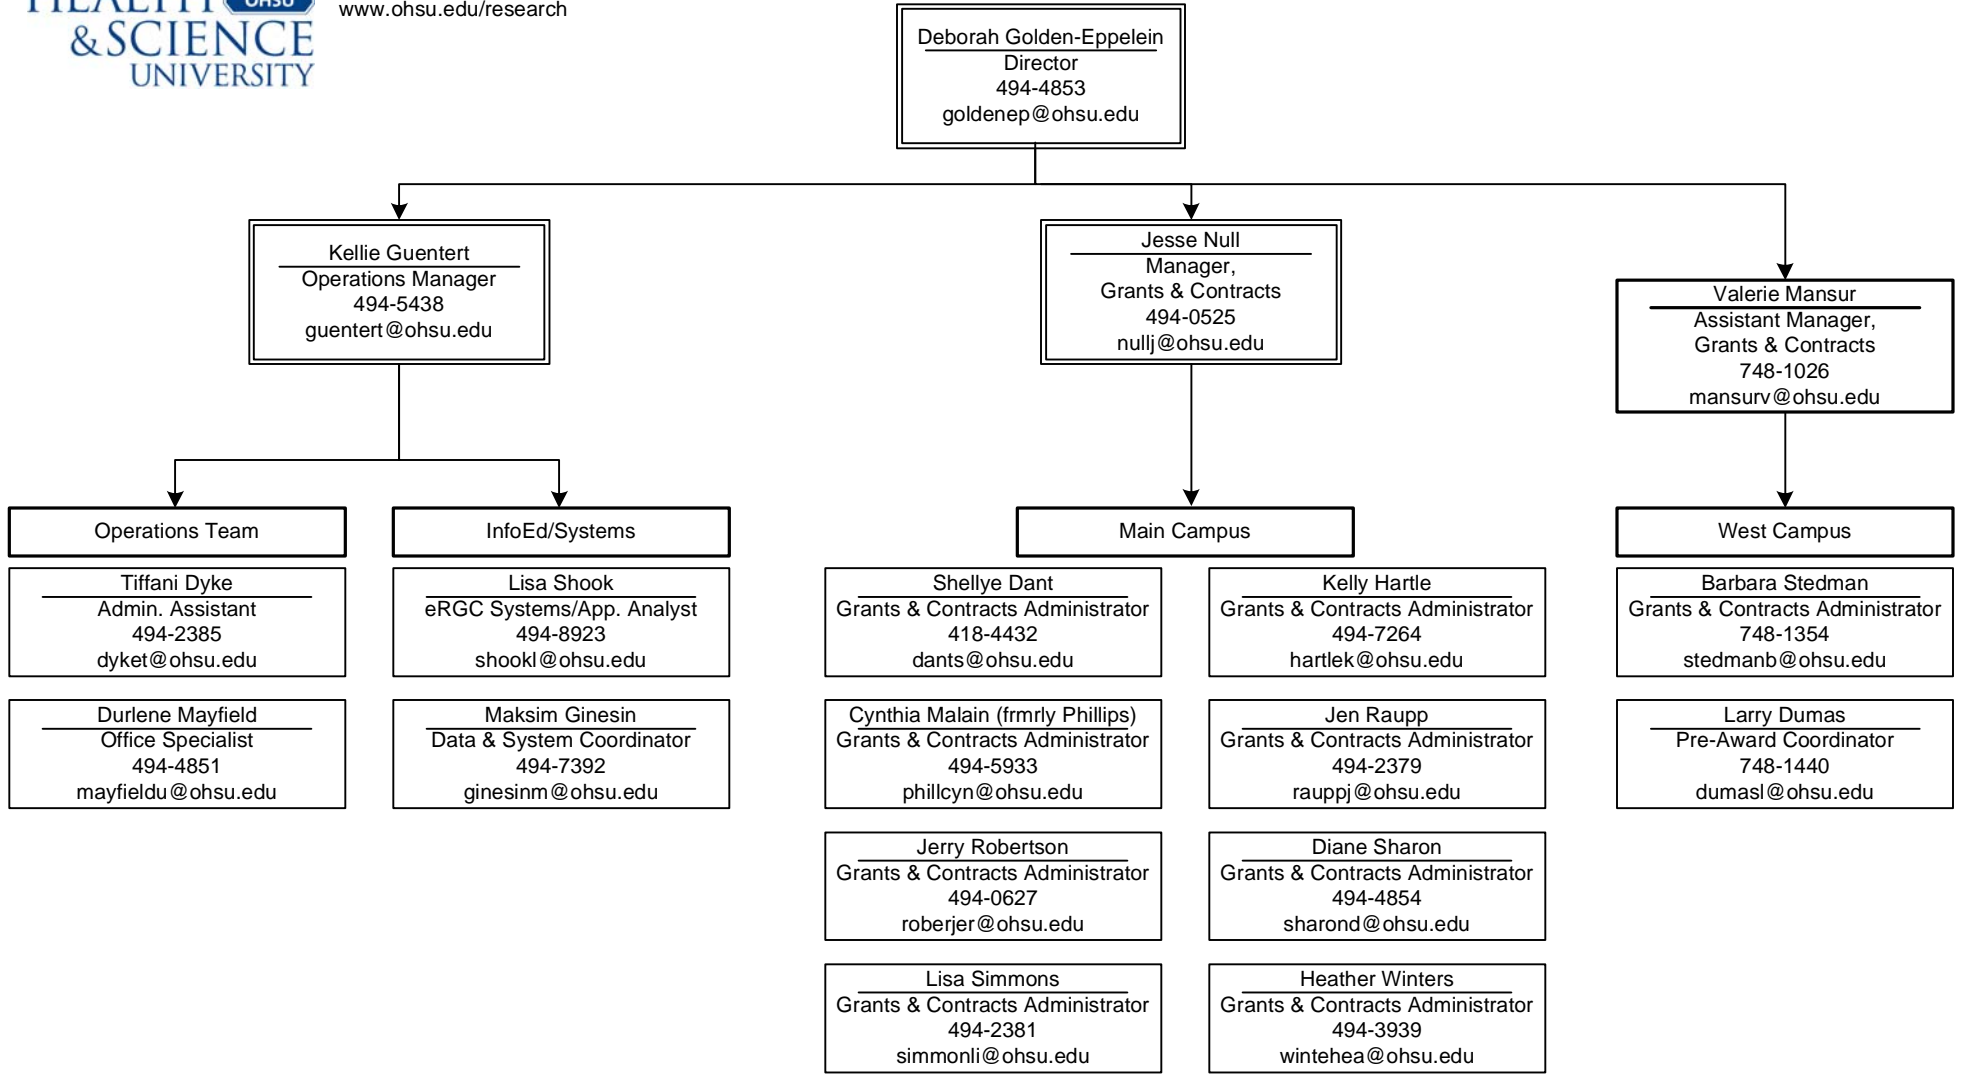 HEALTH
OHSU
&SCIENCE
UNIVERSITY
www.ohsu.edu/research
Deborah Golden-Eppelein
Director
494-4853
goldenep@ohsu.edu
Kellie Guentert
Operations Manager
494-5438
guentert@ohsu.edu
Jesse Null
Manager,
Grants & Contracts
494-0525
nullj@ohsu.edu
Valerie Mansur
Assistant Manager,
Grants & Contracts
748-1026
mansurv@ohsu.edu
Operations Team
Tiffani Dyke
Admin. Assistant
494-2385
dyket@ohsu.edu
Durlene Mayfield
Office Specialist
494-4851
mayfieldu@ohsu.edu
InfoEd/Systems
Lisa Shook
eRGC Systems/App. Analyst
494-8923
shookl@ohsu.edu
Maksim Ginesin
Data & System Coordinator
494-7392
ginesinm@ohsu.edu
Main Campus
Shellye Dant
Grants & Contracts Administrator
418-4432
dants@ohsu.edu
Kelly Hartle
Grants & Contracts Administrator
494-7264
hartlek@ohsu.edu
Cynthia Malain (frmrly Phillips)
Grants & Contracts Administrator
494-5933
phillcyn@ohsu.edu
Jen Raupp
Grants & Contracts Administrator
494-2379
rauppj@ohsu.edu
Jerry Robertson
Grants & Contracts Administrator
494-0627
roberjer@ohsu.edu
Diane Sharon
Grants & Contracts Administrator
494-4854
sharond@ohsu.edu
Lisa Simmons
Grants & Contracts Administrator
494-2381
simmonli@ohsu.edu
Heather Winters
Grants & Contracts Administrator
494-3939
wintehea@ohsu.edu
West Campus
Barbara Stedman
Grants & Contracts Administrator
748-1354
stedmanb@ohsu.edu
Larry Dumas
Pre-Award Coordinator
748-1440
dumasl@ohsu.edu